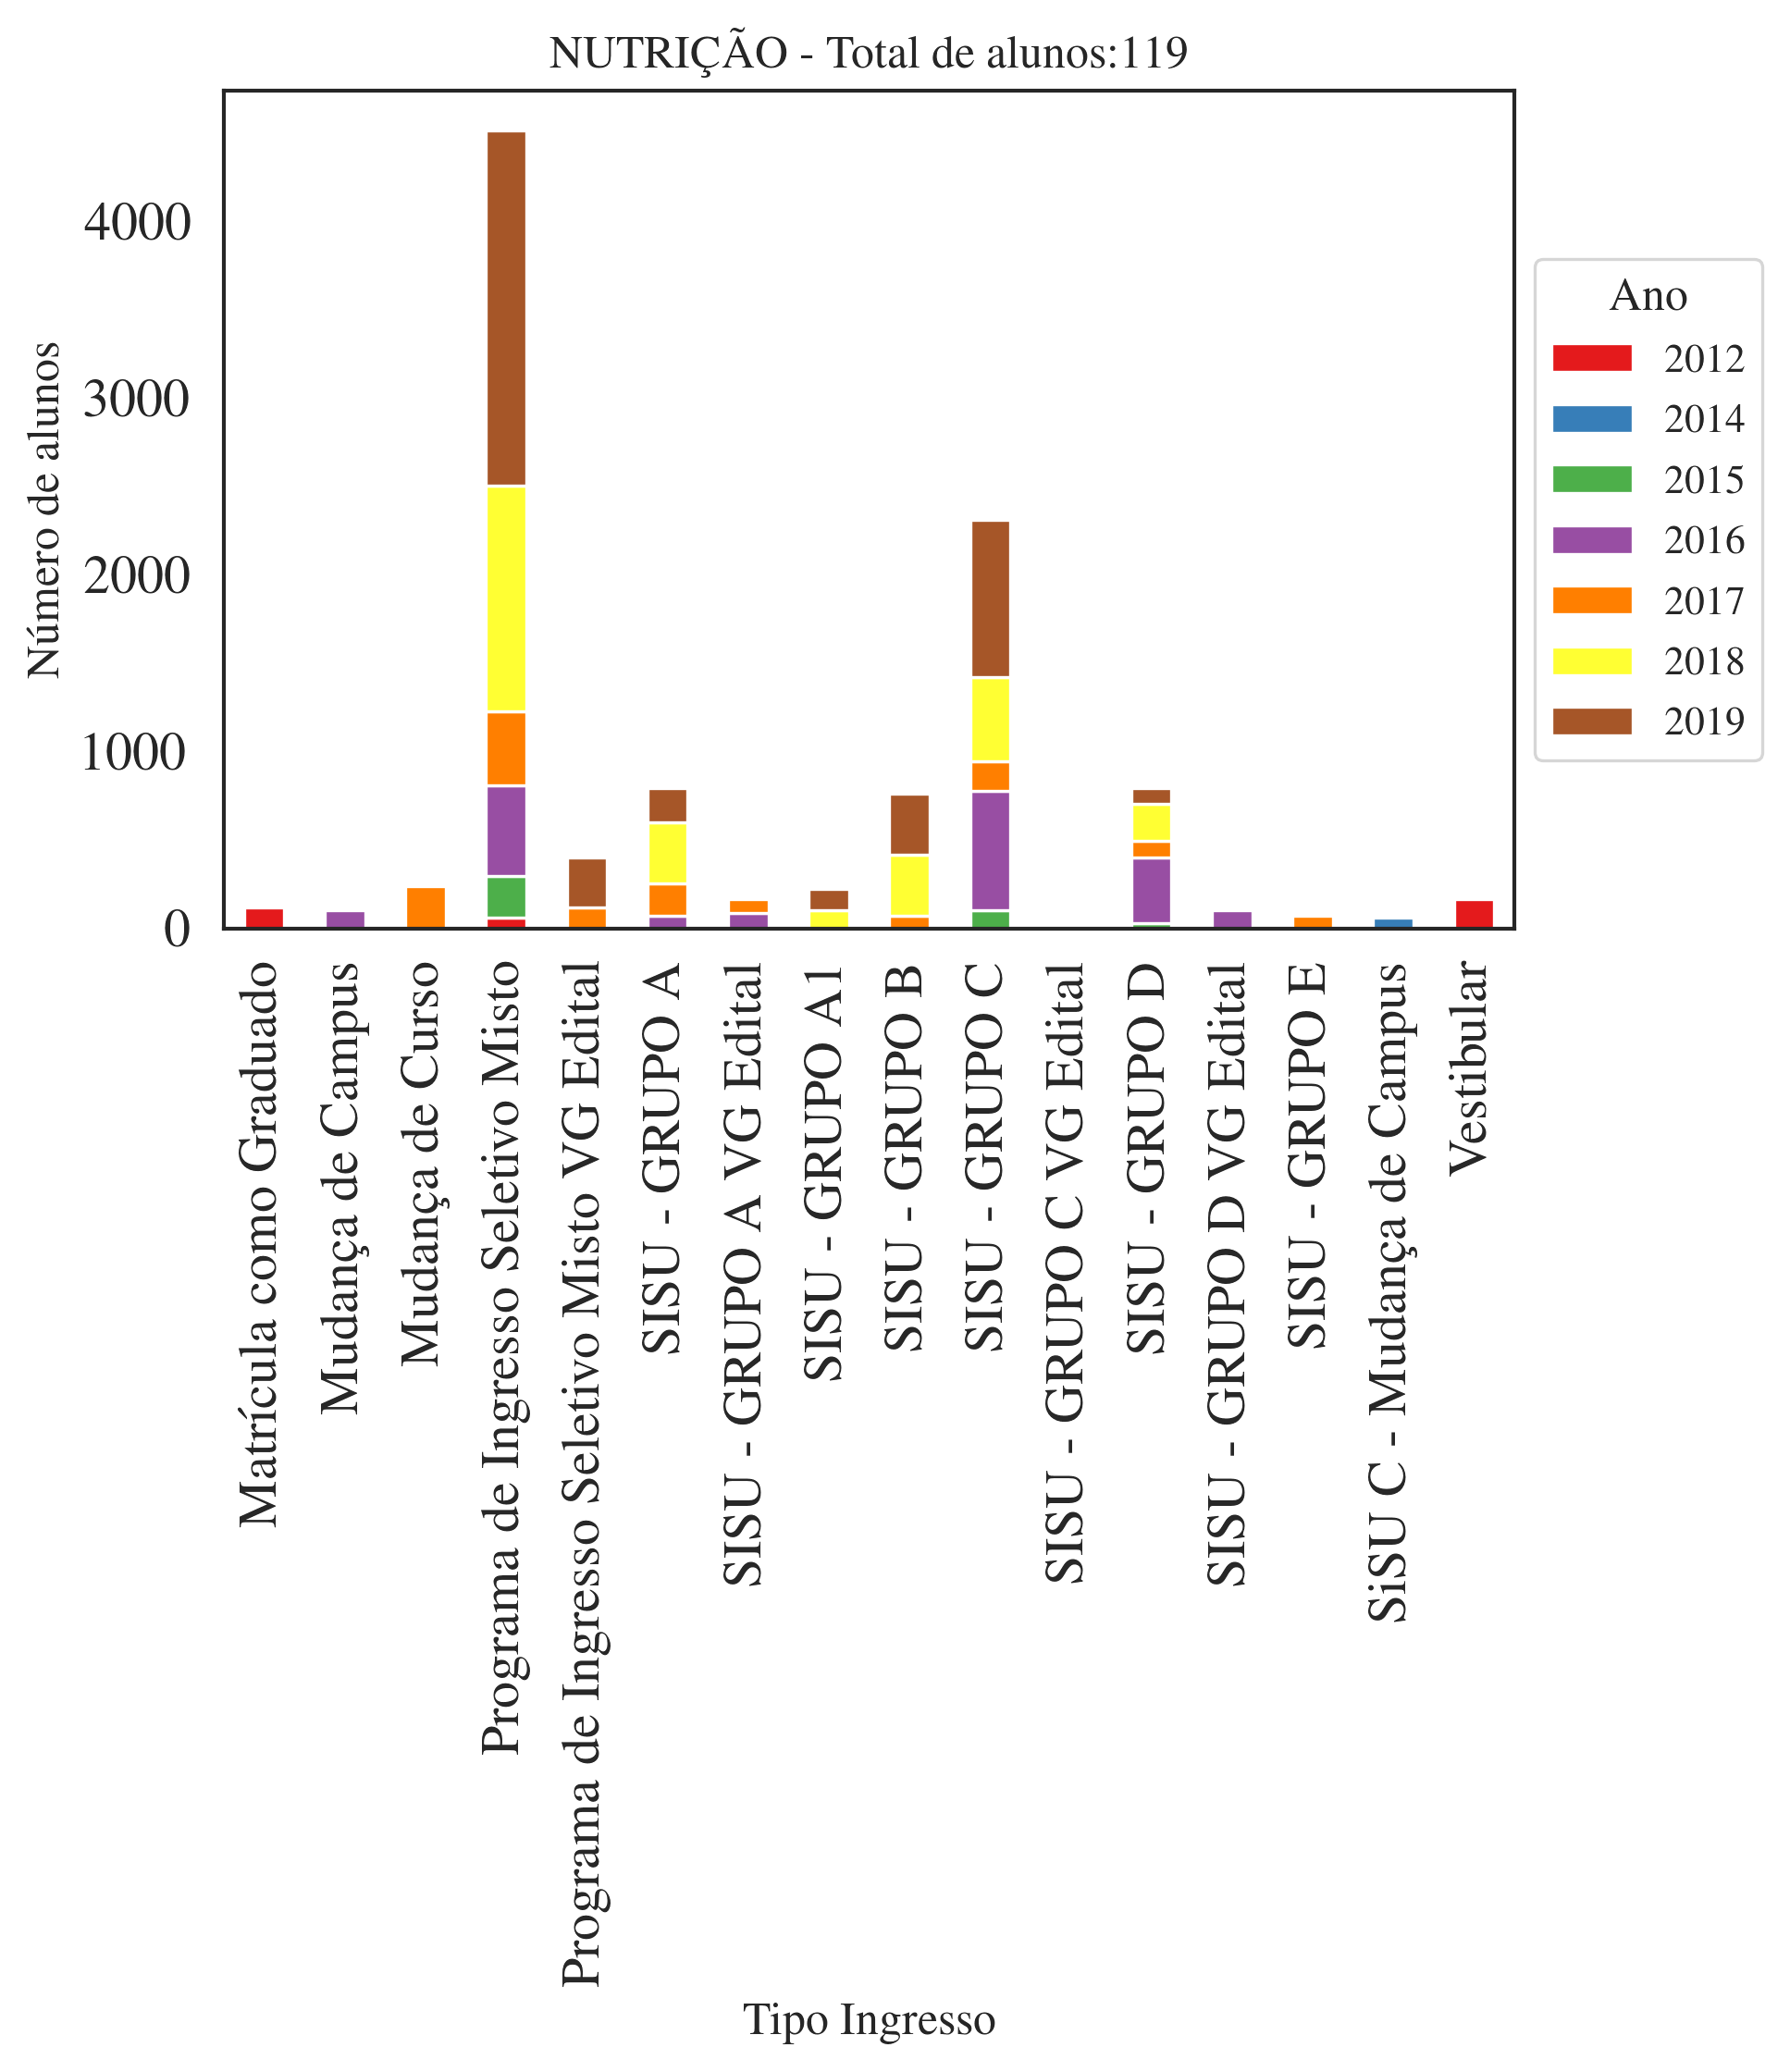 NUTRIÇÃO - Total de alunos:119
Número de alunos
4000
3000
2000
1000
0
Ano
2012
2014
2015
2016
2017
2018
2019
Matrícula como Graduado
Mudança de Campus
Mudança de Curso
Programa de Ingresso Seletivo Misto
Programa de Ingresso Seletivo Misto VG Edital
SISU - GRUPO A
SISU - GRUPO A VG Edital
SISU - GRUPO A1
SISU - GRUPO B
SISU - GRUPO C
SISU - GRUPO C VG Edital
SISU - GRUPO D
SISU - GRUPO D VG Edital
SISU - GRUPO E
SiSU C - Mudança de Campus
Vestibular
Tipo Ingresso